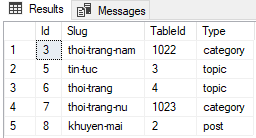 Results Messages
Id Slug TableId Type
1 3 thoi-trang-nam 1022 category
2 5 tin-tuc 3 topic
3 6 thoi-trang 4 topic
4 7 thoi-trang-nu 1023 category
5 8 khuyen-mai 2 post